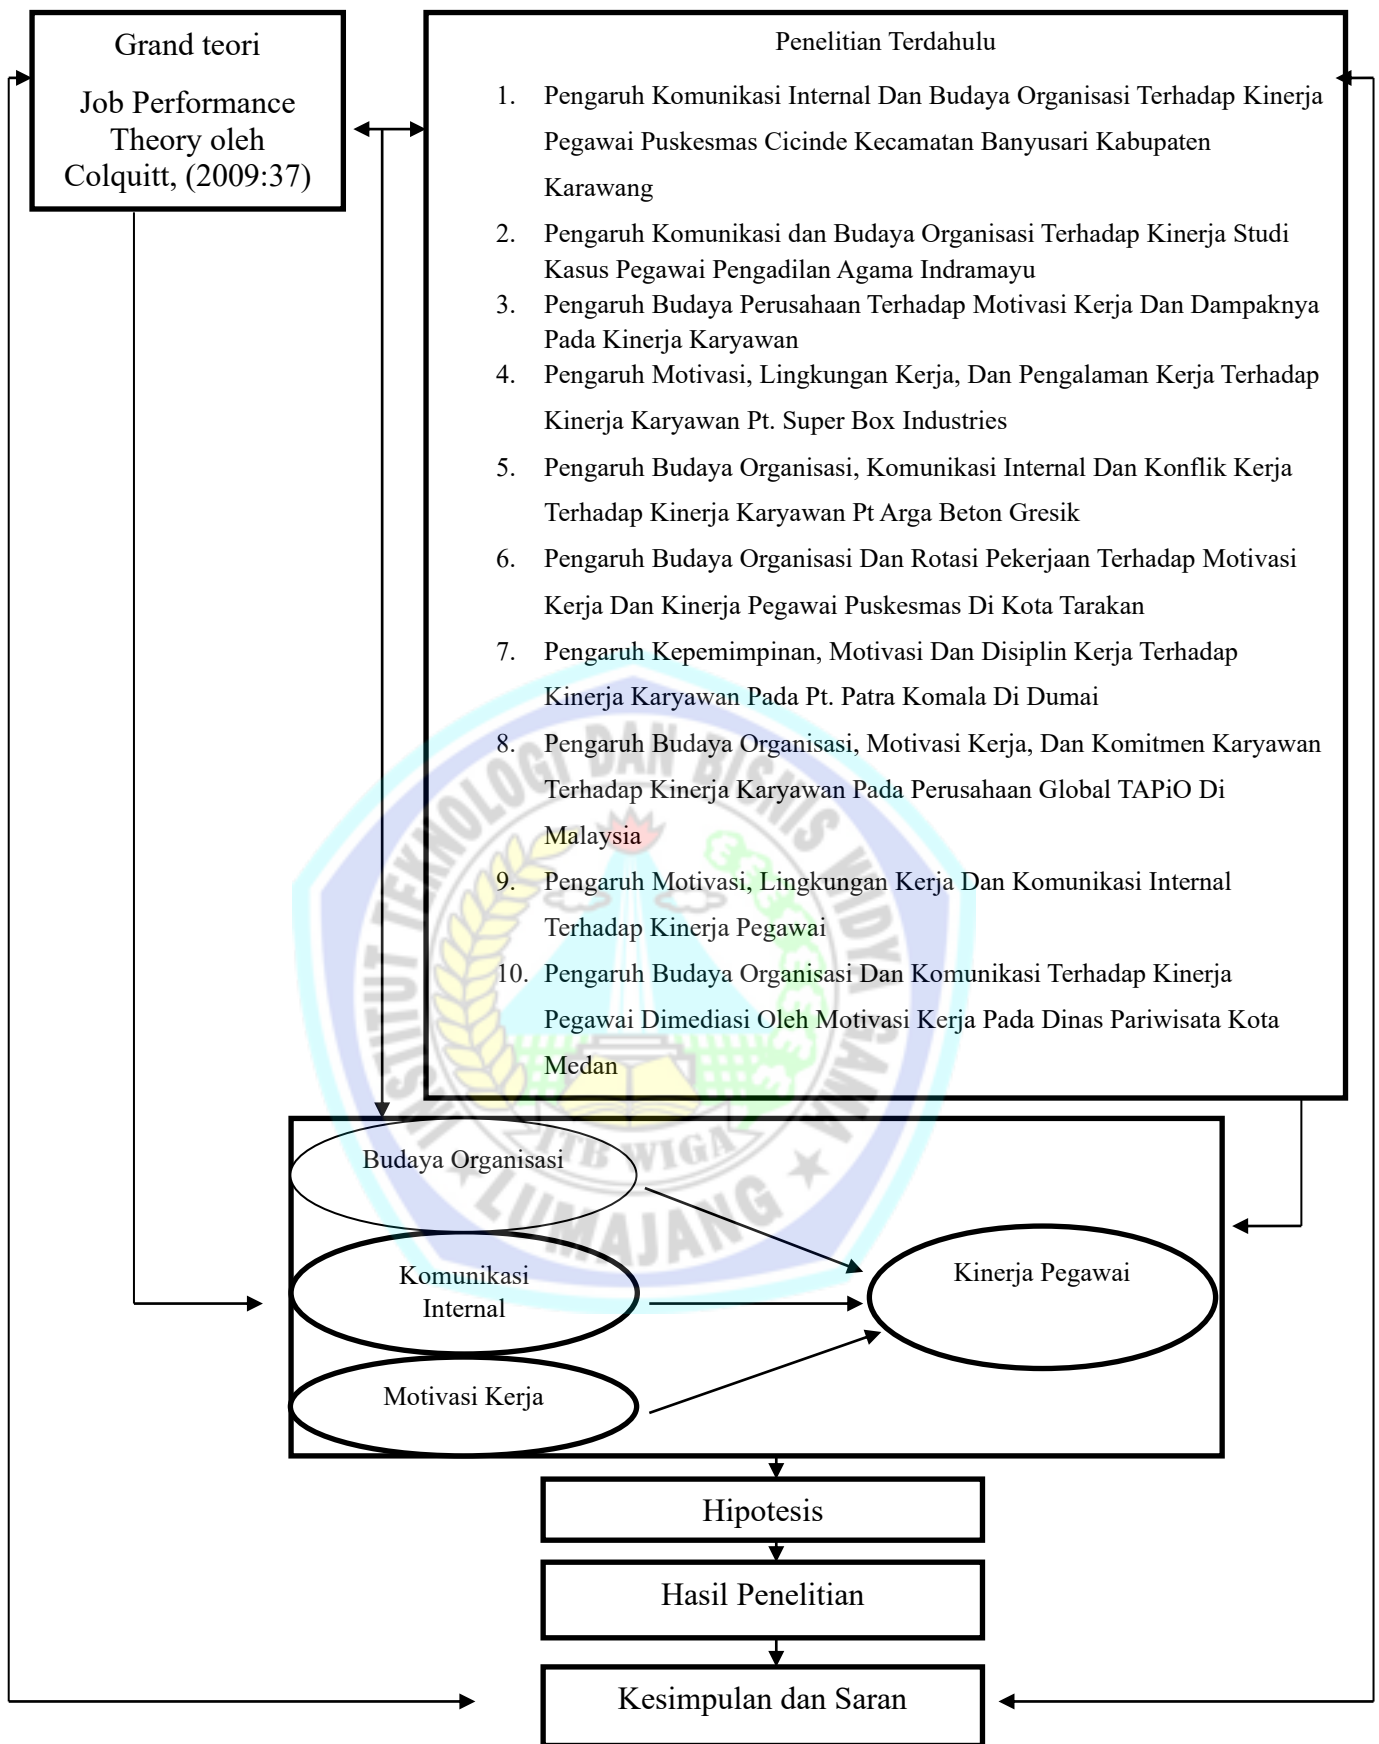 Grand teori
Job Performance
Theory oleh
Colquitt, (2009:37)
Penelitian Terdahulu
1. Pengaruh Komunikasi Internal Dan Budaya Organisasi Terhadap Kinerja
Pegawai Puskesmas Cicinde Kecamatan Banyusari Kabupaten
Karawang
2. Pengaruh Komunikasi dan Budaya Organisasi Terhadap Kinerja Studi
Kasus Pegawai Pengadilan Agama Indramayu
3. Pengaruh Budaya Perusahaan Terhadap Motivasi Kerja Dan Dampaknya
Pada Kinerja Karyawan
4. Pengaruh Motivasi, Lingkungan Kerja, Dan Pengalaman Kerja Terhadap
Kinerja Karyawan Pt. Super Box Industries
5. Pengaruh Budaya Organisasi, Komunikasi Internal Dan Konflik Kerja
Terhadap Kinerja Karyawan Pt Arga Beton Gresik
6. Pengaruh Budaya Organisasi Dan Rotasi Pekerjaan Terhadap Motivasi
Kerja Dan Kinerja Pegawai Puskesmas Di Kota Tarakan
7. Pengaruh Kepemimpinan, Motivasi Dan Disiplin Kerja Terhadap
Kinerja Karyawan Pada Pt. Patra Komala Di Dumai
8. Pengaruh Budaya Organisasi, Motivasi Kerja, Dan Komitmen Karyawan
Terhadap Kinerja Karyawan Pada Perusahaan Global TAPiO Di
Malaysia
9. Pengaruh Motivasi, Lingkungan Kerja Dan Komunikasi Internal
Terhadap Kinerja Pegawai
10. Pengaruh Budaya Organisasi Dan Komunikasi Terhadap Kinerja
Pegawai Dimediasi Oleh Motivasi Kerja Pada Dinas Pariwisata Kota
Medan
INSTITUT TEKNOLOGI DAN BISNIS WIDYA GAMA
ITB WIGA
LUMAJANG
Budaya Organisasi
Komunikasi
Internal
Motivasi Kerja
Kinerja Pegawai
Hipotesis
Hasil Penelitian
Kesimpulan dan Saran